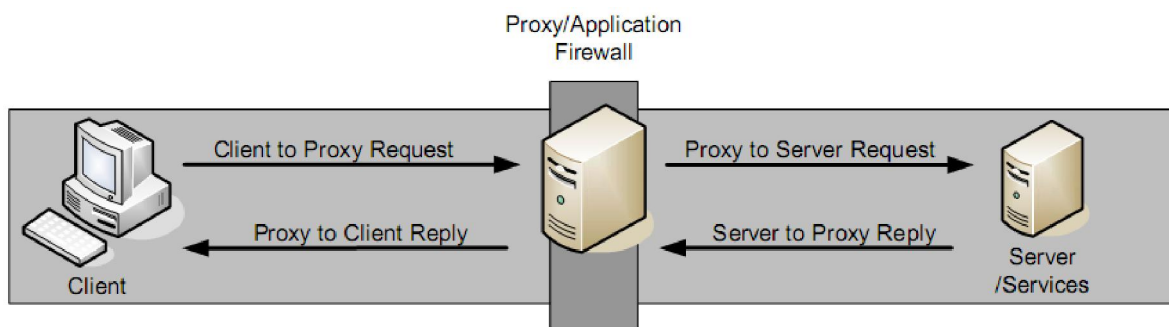 Proxy/Application
Firewall
Client to Proxy Request
Proxy to Server Request
Proxy to Client Reply
Server to Proxy Reply
Client
Server
/Services